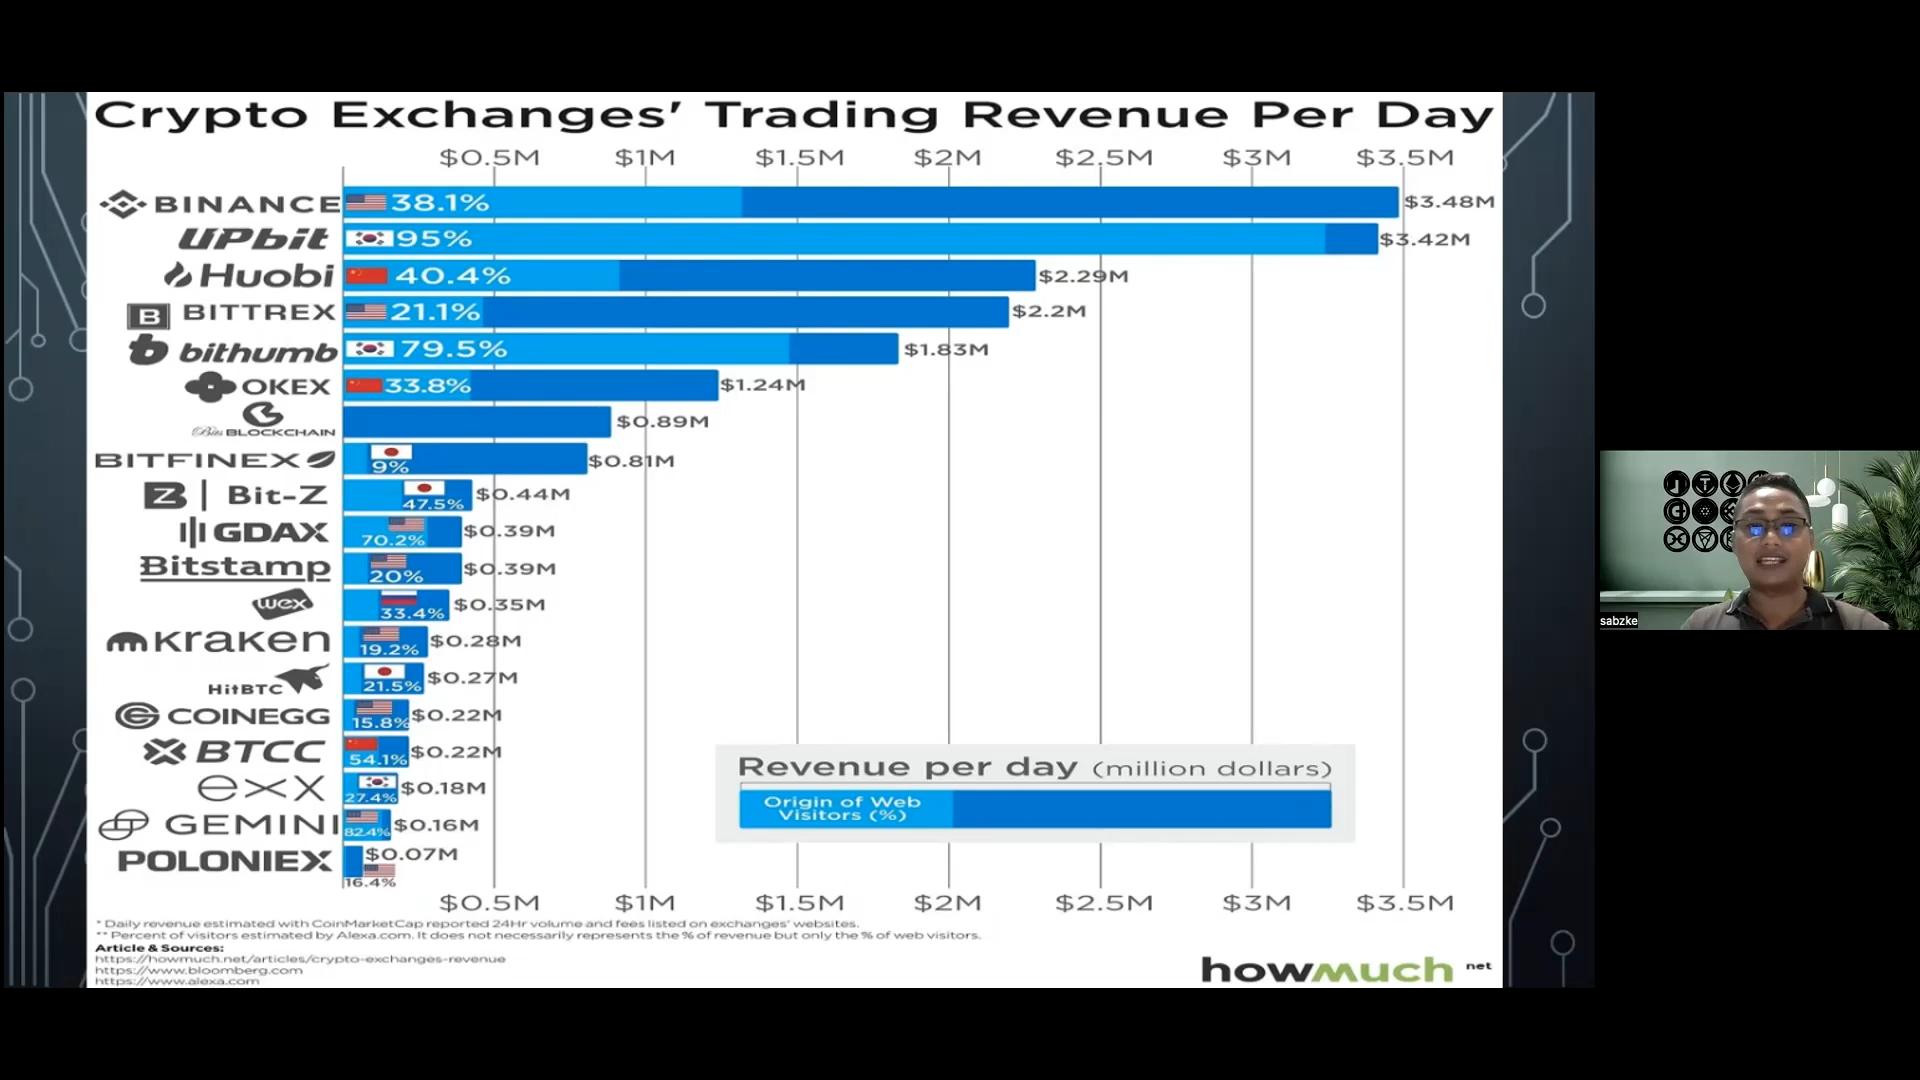 Crypto Exchanges' Trading Revenue Per Day
$0.5M $1M $1.5M $2M $2.5M $3M $3.5M
BINANCE 38.1% $3.48M
UPbit 95% $3.42M
Huobi 40.4% $2.29M
B BITTREX 21.1% $2.2M
bithumb 79.5% $1.83M
OKEX 33.8% $1.24M
Bits BLOCKCHAIN $0.89M
BITFINEX 9% $0.81M
Z | Bit-Z 47.5% $0.44M
GDAX 70.2% $0.39M
Bitstamp 20% $0.39M
wex 33.4% $0.35M
mkraken 19.2% $0.28M
HitBTC 21.5% $0.27M
COINEGG 15.8% $0.22M
BTCC 54.1% $0.22M
exx 27.4% $0.18M
GEMINI 82.4% $0.16M
POLONIEX 16.4% $0.07M
Revenue per day (million dollars)
Origin of Web
Visitors (%)
$0.5M $1M $1.5M $2M $2.5M $3M $3.5M
* Daily revenue estimated with CoinMarketCap reported 24Hr volume and fees listed on exchanges' websites.
** Percent of visitors estimated by Alexa.com. It does not necessarily represents the % of revenue but only the % of web visitors.
Article & Sources:
https://howmuch.net/articles/crypto-exchanges-revenue
https://www.bloomberg.com
https://www.alexa.com
howmuch net
sabzke